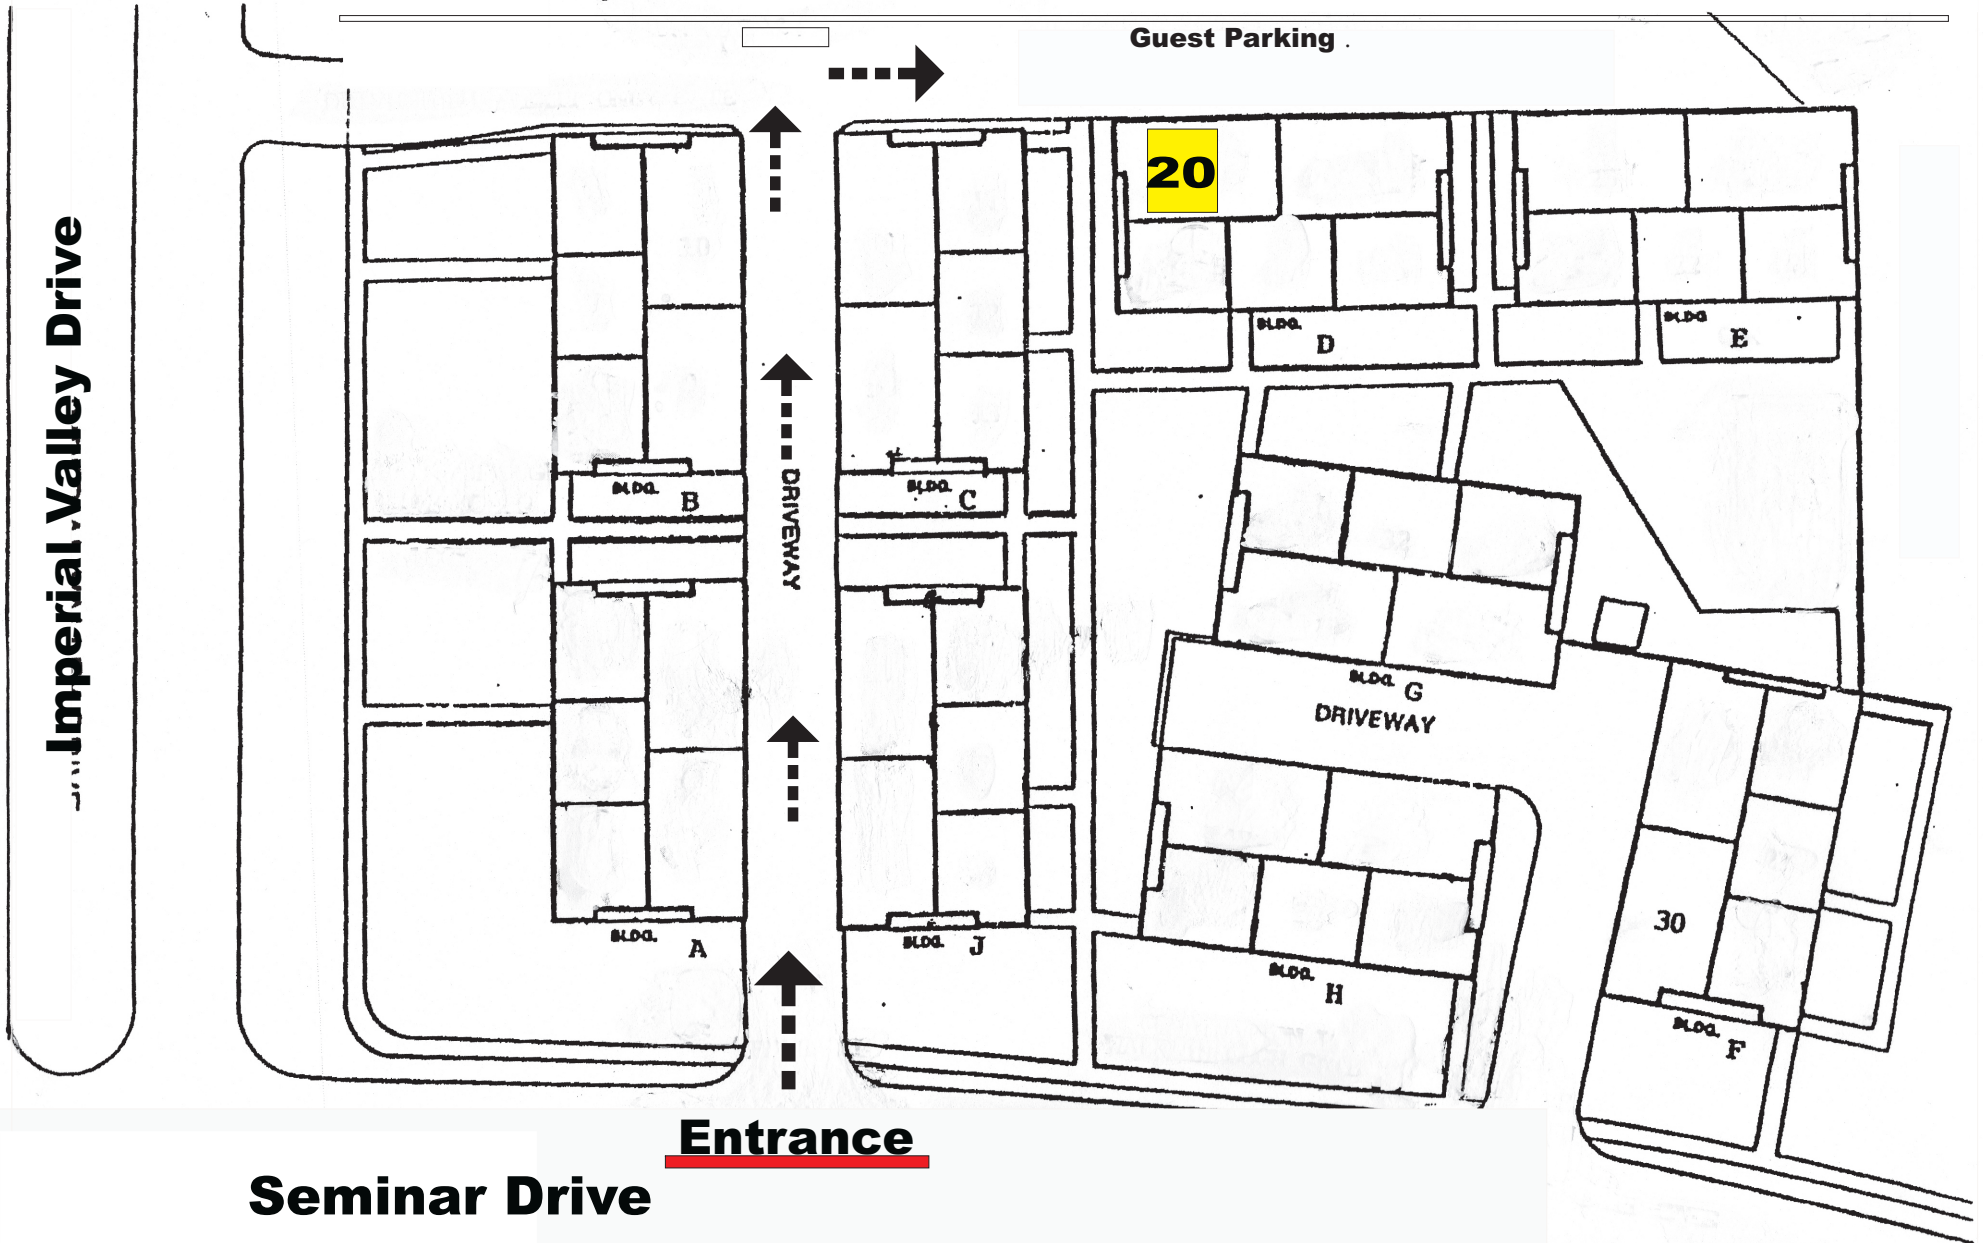 Guest Parking
20
BLDG. D
BLDG E
Imperial Valley Drive
BLDG. B
BLDG. C
DRIVEWAY
BLDG. G
DRIVEWAY
30
BLDG. A
BLDG. J
BLDG. H
BLDG. F
Entrance
Seminar Drive